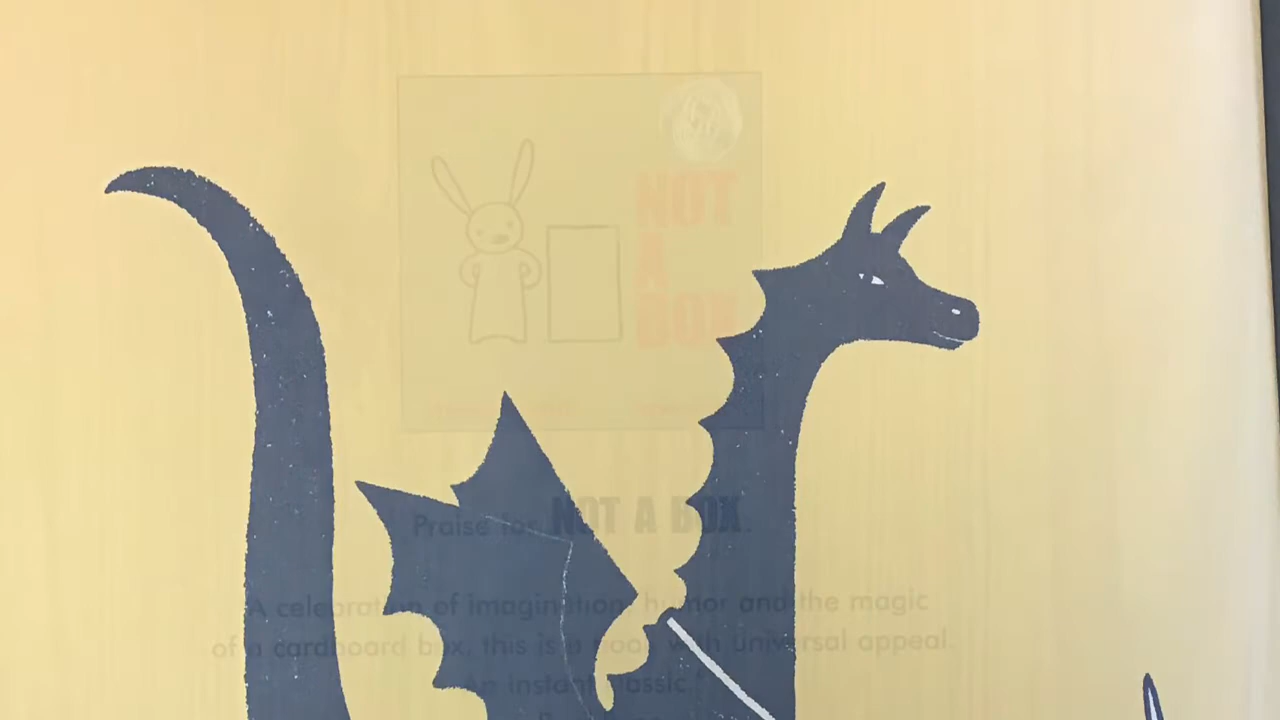 NOT
A
BOX
Praise for NOT A BOX.
"A celebration of imagination, humor and the magic
of a cardboard box, this is a book with universal appeal.
An instant classic."